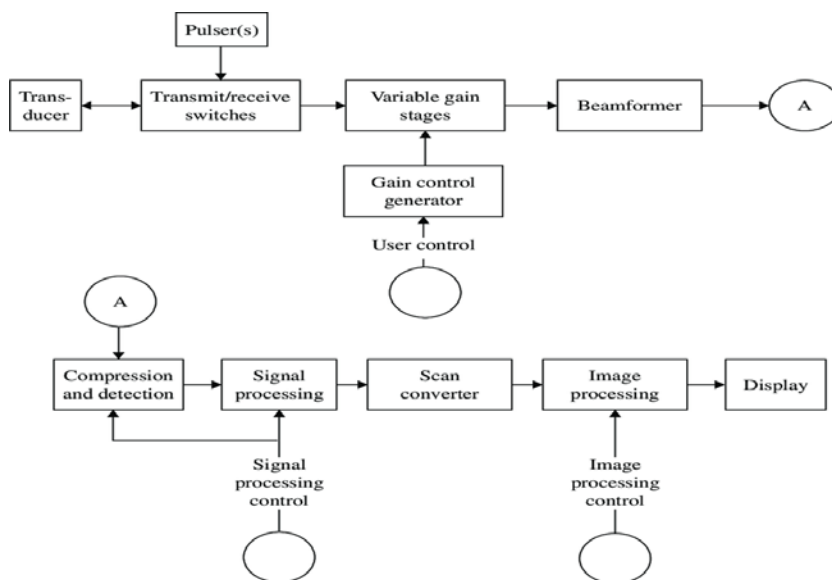 Pulser(s)
Trans-
ducer
Transmit/receive
switches
Variable gain
stages
Beamformer
A
Gain control
generator
User control
A
Compression
and detection
Signal
processing
Scan
converter
Image
processing
Display
Signal
processing
control
Image
processing
control